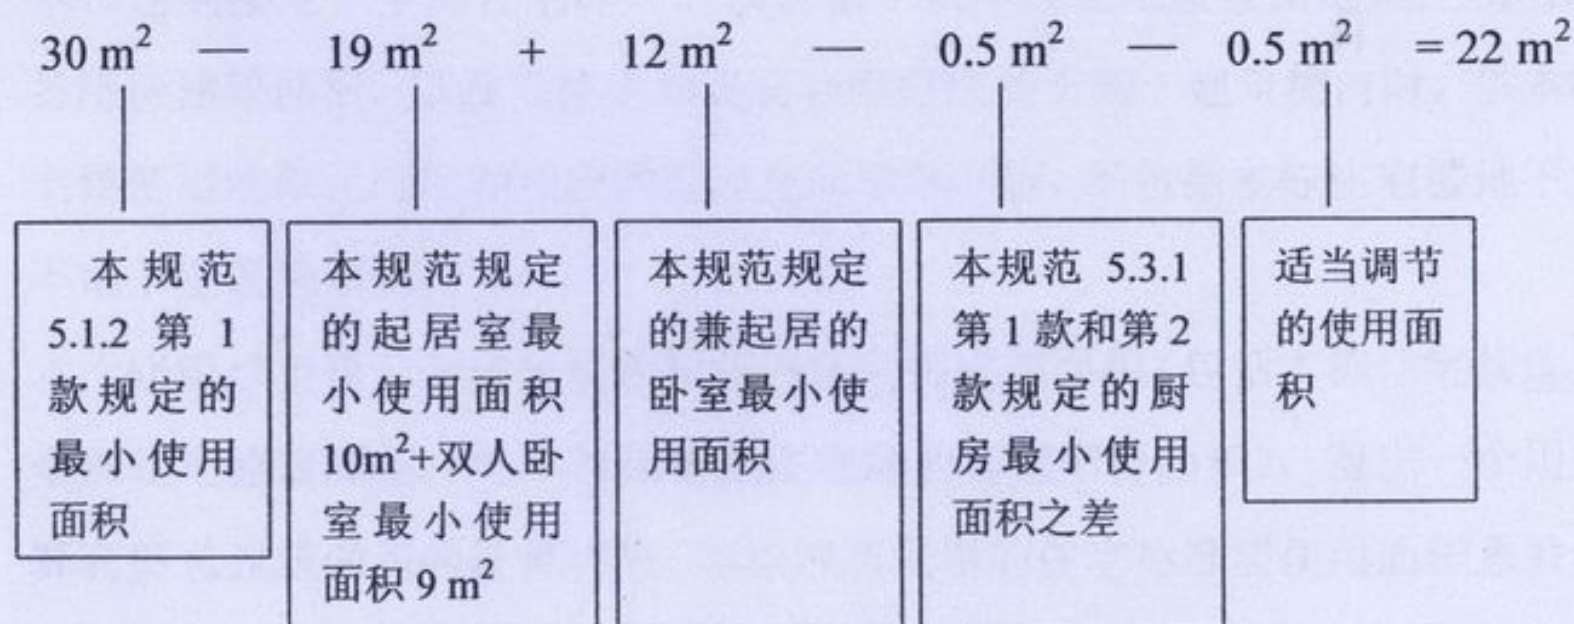 30 m² — 19 m² + 12 m² — 0.5 m² — 0.5 m² = 22 m²
本规范
5.1.2 第 1
款规定的
最小使用
面积
本规范规定
的起居室最
小使用面积
10m²+双人卧
室最小使用
面积 9 m²
本规范规定
的兼起居的
卧室最小使
用面积
本规范 5.3.1
第 1 款和第 2
款规定的厨
房最小使用
面积之差
适当调节
的使用面
积